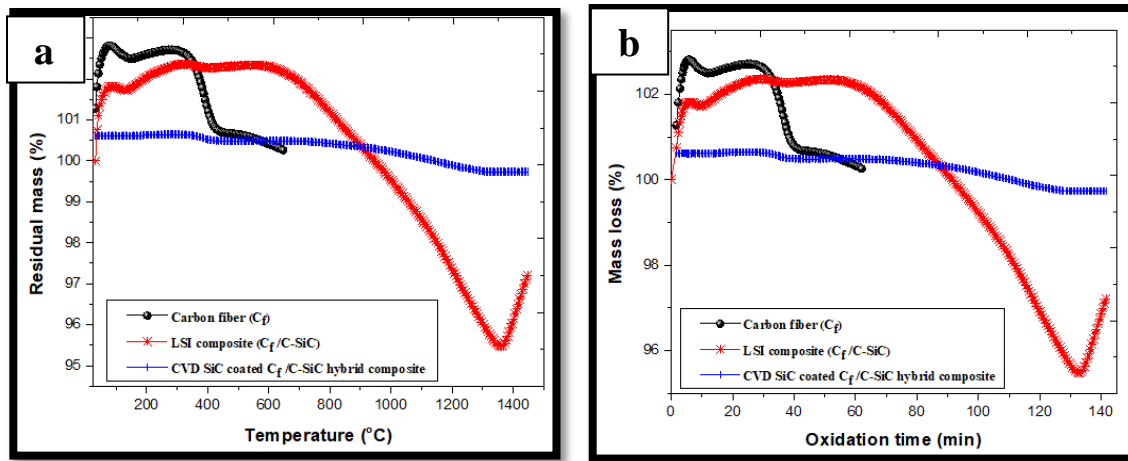 a
Residual mass (%)
102
101
100
99
98
97
96
95
Carbon fiber (Cf)
LSI composite (Cf /C-SiC)
CVD SiC coated Cf /C-SiC hybrid composite
200 400 600 800 1000 1200 1400
Temperature (oC)
b
Mass loss (%)
102
100
98
96
Carbon fiber (Cf)
LSI composite (Cf /C-SiC)
CVD SiC coated Cf /C-SiC hybrid composite
0 20 40 60 80 100 120 140
Oxidation time (min)